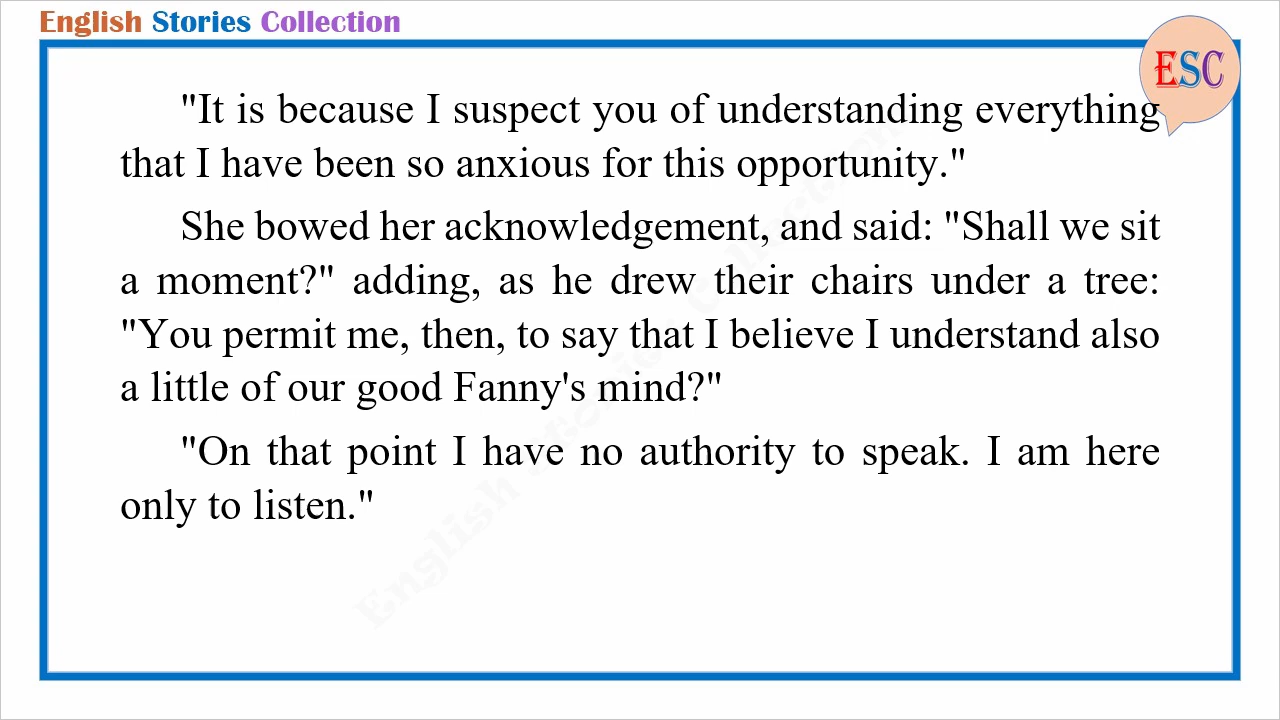 English Stories Collection
ESC
"It is because I suspect you of understanding everything
that I have been so anxious for this opportunity."
She bowed her acknowledgement, and said: "Shall we sit
a moment?" adding, as he drew their chairs under a tree:
"You permit me, then, to say that I believe I understand also
a little of our good Fanny's mind?"
"On that point I have no authority to speak. I am here
only to listen."
English Stories Collection